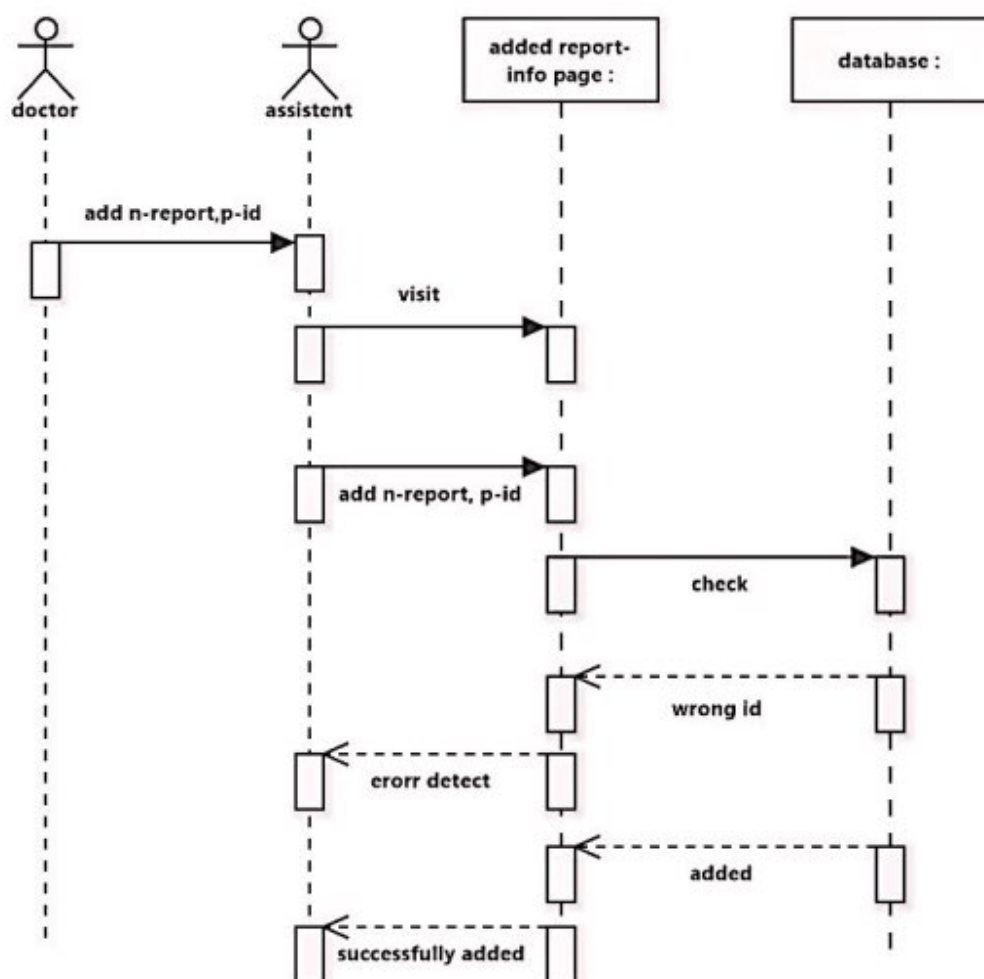 added report-
info page :
database :
doctor
assistent
add n-report,p-id
visit
add n-report, p-id
check
wrong id
erorr detect
added
successfully added